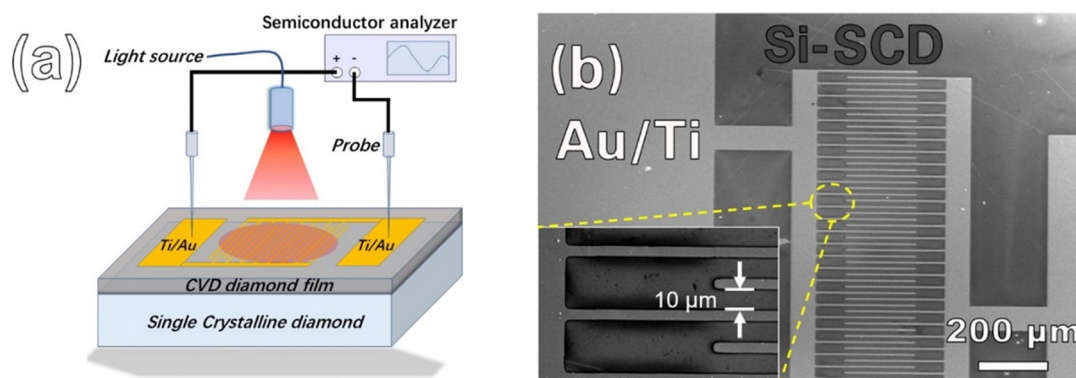 (a)
Semiconductor analyzer
Light source
+ -
Probe
Ti/Au
Ti/Au
CVD diamond film
Single Crystalline diamond
(b)
Si-SCD
Au/Ti
10 μm
200 μm